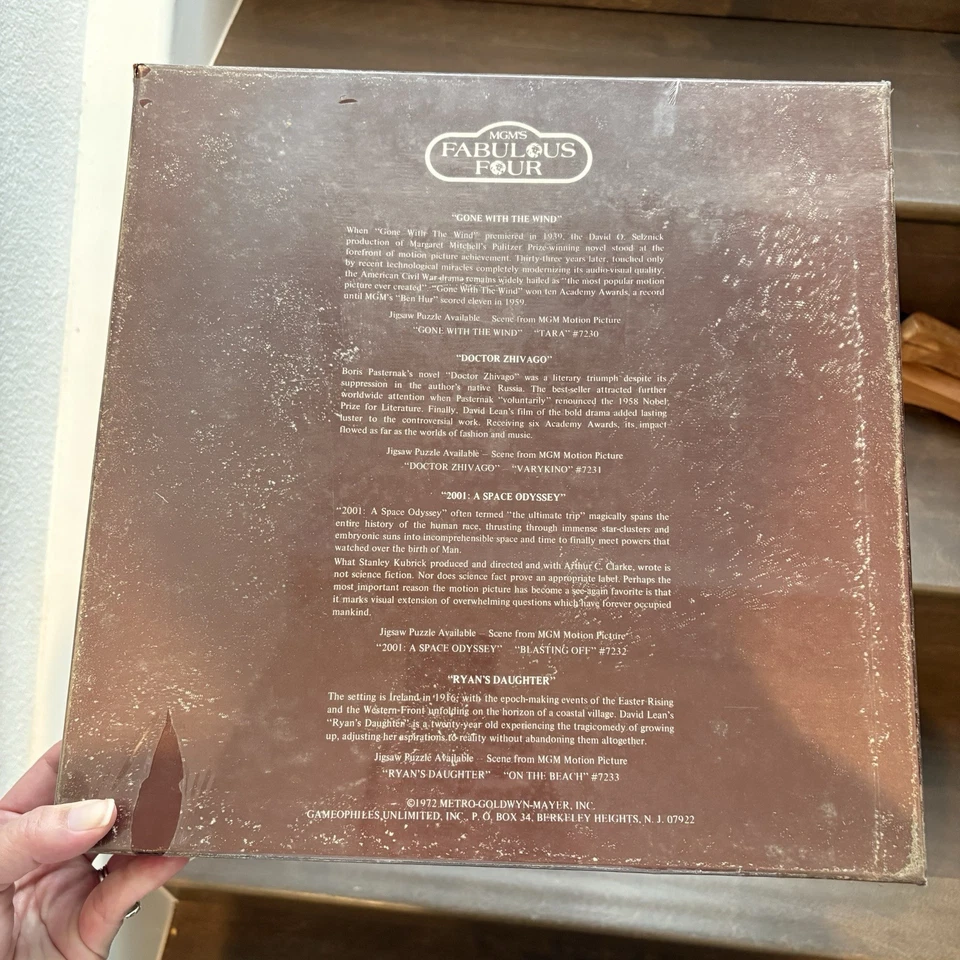 MGM'S
FABULOUS
FOUR
"GONE WITH THE WIND"
When "Gone With The Wind" premiered in 1939, the David O. Selznick
production of Margaret Mitchell's Pulitzer Prize-winning novel stood at the
forefront of motion picture achievement. Thirty-three years later, touched only
by recent technological miracles completely modernizing its audio-visual quality,
the American Civil War drama remains widely hailed as "the most popular motion
picture ever created" "Gone With The Wind" won ten Academy Awards, a record
until MGM's "Ben Hur" scored eleven in 1959.
Jigsaw Puzzle Available – Scene from MGM Motion Picture
"GONE WITH THE WIND" "TARA" #7230
"DOCTOR ZHIVAGO"
Boris Pasternak's novel "Doctor Zhivago" was a literary triumph despite its
suppression in the author's native Russia. The best-seller attracted further
worldwide attention when Pasternak "voluntarily" renounced the 1958 Nobel
Prize for Literature. Finally, David Lean's film of the bold drama added lasting
luster to the controversial work. Receiving six Academy Awards, its impact
flowed as far as the worlds of fashion and music.
Jigsaw Puzzle Available – Scene from MGM Motion Picture
"DOCTOR ZHIVAGO" "VARYKINO" #7231
"2001: A SPACE ODYSSEY"
"2001: A Space Odyssey" often termed "the ultimate trip" magically spans the
entire history of the human race, thrusting through immense star-clusters and
embryonic suns into incomprehensible space and time to finally meet powers that
watched over the birth of Man.
What Stanley Kubrick produced and directed and with Arthur C. Clarke, wrote is
not science fiction. Nor does science fact prove an appropriate label. Perhaps the
most important reason the motion picture has become a see-again favorite is that
it marks visual extension of overwhelming questions which have forever occupied
mankind.
Jigsaw Puzzle Available – Scene from MGM Motion Picture
"2001: A SPACE ODYSSEY" "BLASTING OFF" #7232
"RYAN'S DAUGHTER"
The setting is Ireland in 1916; with the epoch-making events of the Easter Rising
and the Western-Front unfolding on the horizon of a coastal village. David Lean's
"Ryan's Daughter" is a twenty-year old experiencing the tragicomedy of growing
up, adjusting her aspirations to reality without abandoning them altogether.
Jigsaw Puzzle Available – Scene from MGM Motion Picture
"RYAN'S DAUGHTER" "ON THE BEACH" #7233
©1972 METRO-GOLDWYN-MAYER, INC.
GAMEOPHILES UNLIMITED, INC., P. O. BOX 34, BERKELEY HEIGHTS, N. J. 07922